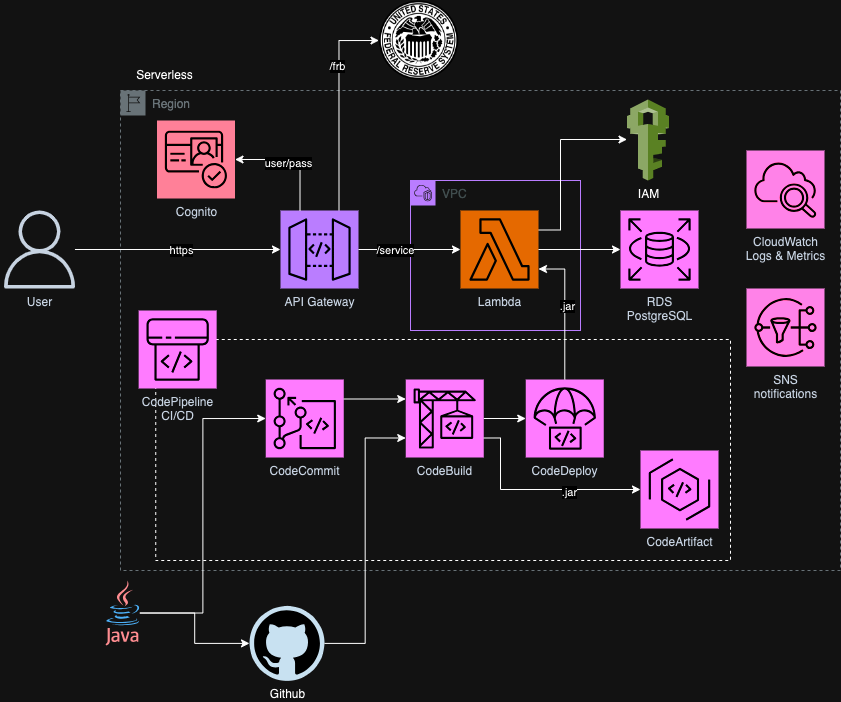 UNITED STATES
FEDERAL RESERVE SYSTEM
/frb
Serverless
Region
user/pass
Cognito
VPC
IAM
CloudWatch
Logs & Metrics
https
/service
User
API Gateway
Lambda
RDS
PostgreSQL
.jar
SNS
notifications
CodePipeline
CI/CD
CodeCommit
CodeBuild
CodeDeploy
.jar
CodeArtifact
Java
Github